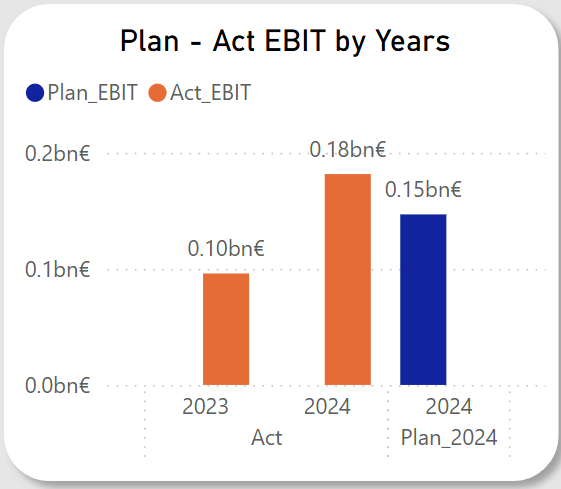 Plan - Act EBIT by Years
Plan_EBIT Act_EBIT
0.2bn€
0.18bn€
0.15bn€
0.10bn€
0.1bn€
0.0bn€
2023 2024 2024
Act Plan_2024